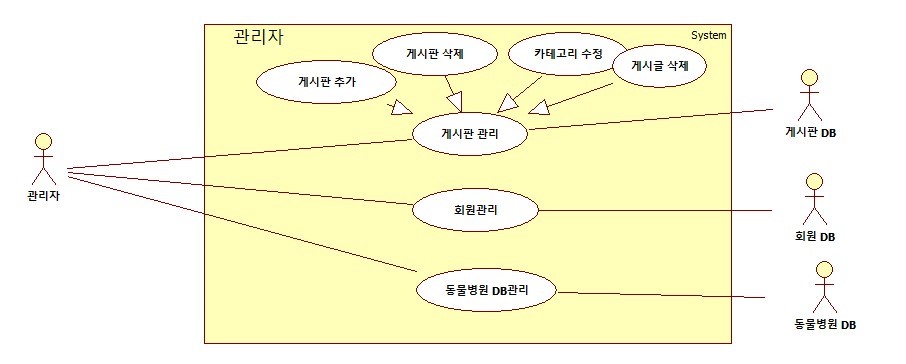 관리자
System
게시판 삭제
카테고리 수정
게시글 삭제
게시판 추가
게시판 관리
게시판 DB
관리자
회원관리
회원 DB
동물병원 DB관리
동물병원 DB